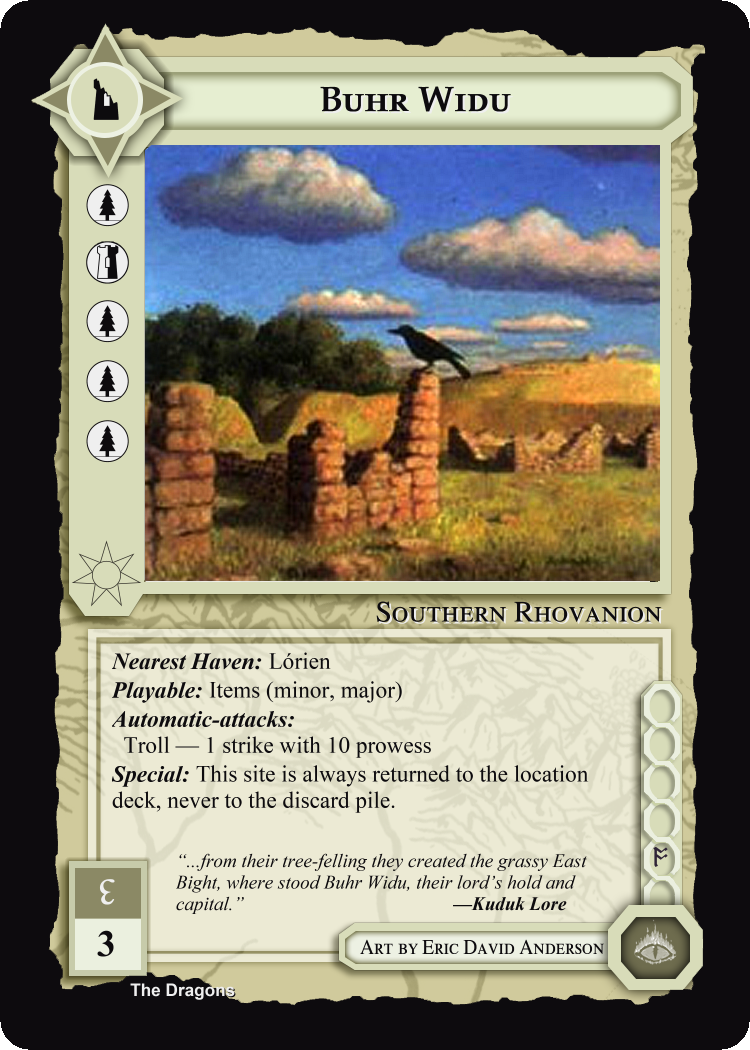 Buhr Widu
Southern Rhovanion
Nearest Haven: Lórien
Playable: Items (minor, major)
Automatic-attacks:
Troll — 1 strike with 10 prowess
Special: This site is always returned to the location
deck, never to the discard pile.
“...from their tree-felling they created the grassy East
Bight, where stood Buhr Widu, their lord’s hold and
capital.” —Kuduk Lore
3
Art by Eric David Anderson
The Dragons